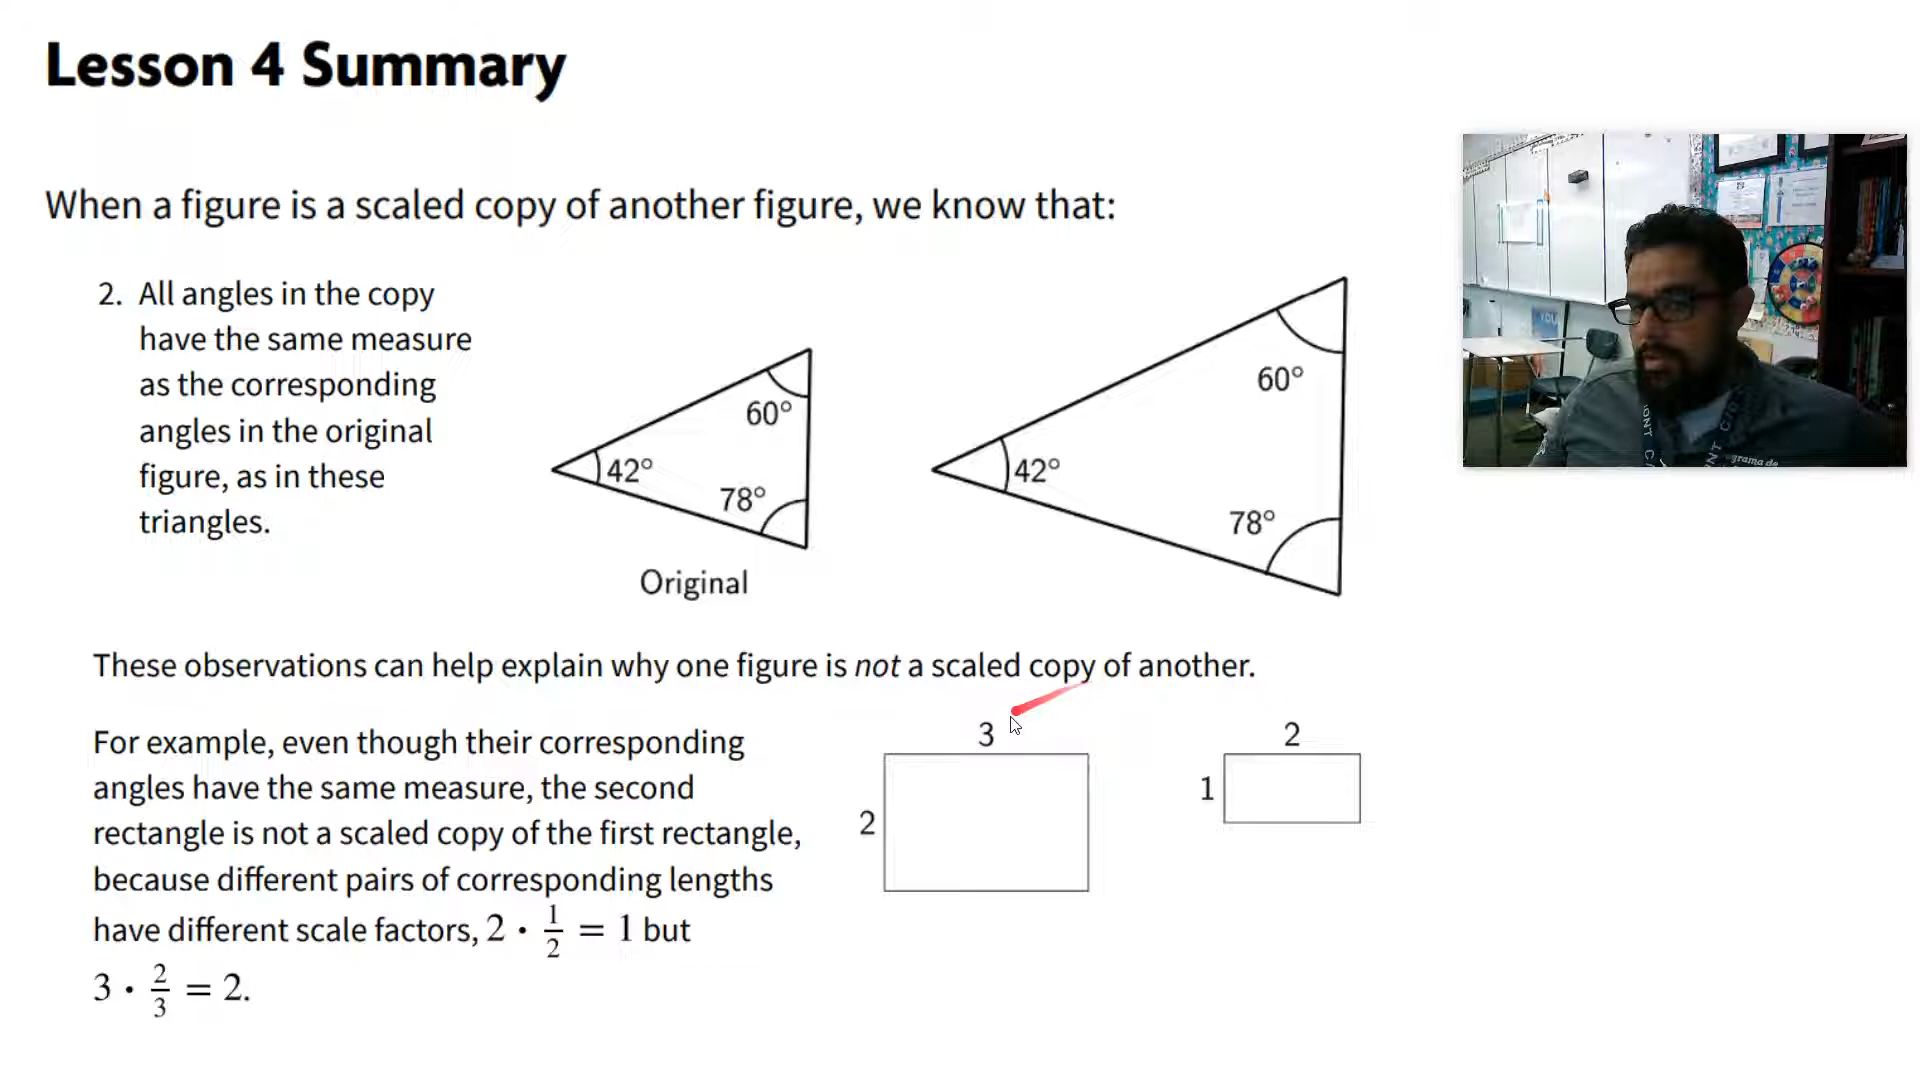 Lesson 4 Summary
When a figure is a scaled copy of another figure, we know that:
2. All angles in the copy
have the same measure
as the corresponding
angles in the original
figure, as in these
triangles.
60°
42°
78°
Original
60°
42°
78°
These observations can help explain why one figure is not a scaled copy of another.
For example, even though their corresponding
angles have the same measure, the second
rectangle is not a scaled copy of the first rectangle,
because different pairs of corresponding lengths
have different scale factors, 2 · 1/2 = 1 but
3 · 2/3 = 2.
3
2
2
1
YOU
grama de